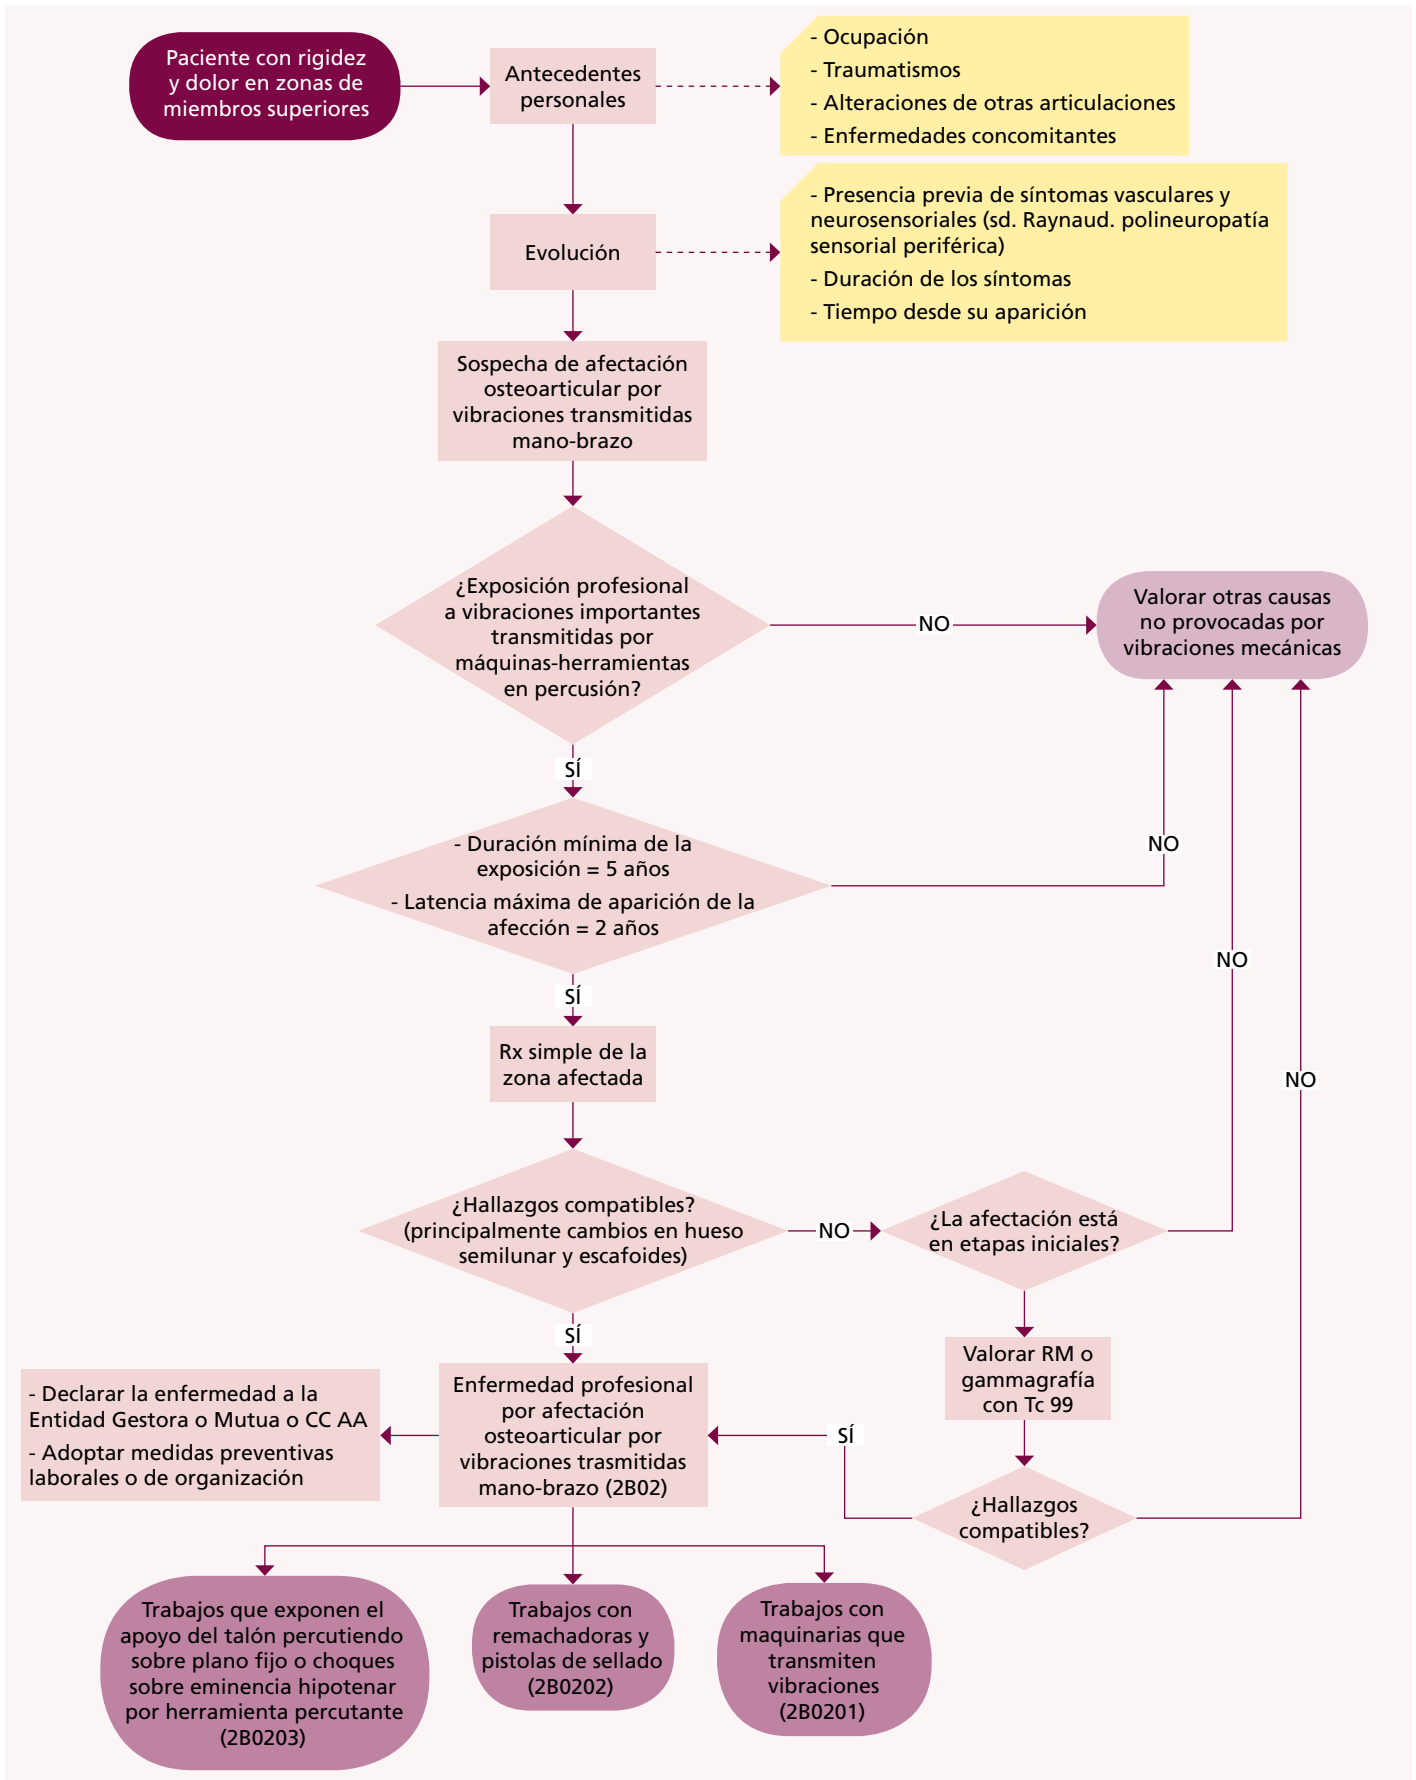 Paciente con rigidez
y dolor en zonas de
miembros superiores
Antecedentes
personales
- Ocupación
- Traumatismos
- Alteraciones de otras articulaciones
- Enfermedades concomitantes
Evolución
- Presencia previa de síntomas vasculares y
neurosensoriales (sd. Raynaud. polineuropatía
sensorial periférica)
- Duración de los síntomas
- Tiempo desde su aparición
Sospecha de afectación
osteoarticular por
vibraciones transmitidas
mano-brazo
¿Exposición profesional
a vibraciones importantes
transmitidas por
máquinas-herramientas
en percusión?
NO
Valorar otras causas
no provocadas por
vibraciones mecánicas
SÍ
- Duración mínima de la
exposición = 5 años
- Latencia máxima de aparición de la
afección = 2 años
NO
SÍ
NO
Rx simple de la
zona afectada
NO
¿Hallazgos compatibles?
(principalmente cambios en hueso
semilunar y escafoides)
NO
¿La afectación está
en etapas iniciales?
SÍ
Valorar RM o
gammagrafía
con Tc 99
- Declarar la enfermedad a la
Entidad Gestora o Mutua o CC AA
- Adoptar medidas preventivas
laborales o de organización
Enfermedad profesional
por afectación
osteoarticular por
vibraciones trasmitidas
mano-brazo (2B02)
SÍ
¿Hallazgos
compatibles?
Trabajos que exponen el
apoyo del talón percutiendo
sobre plano fijo o choques
sobre eminencia hipotenar
por herramienta percutante
(2B0203)
Trabajos con
remachadoras y
pistolas de sellado
(2B0202)
Trabajos con
maquinarias que
transmiten
vibraciones
(2B0201)